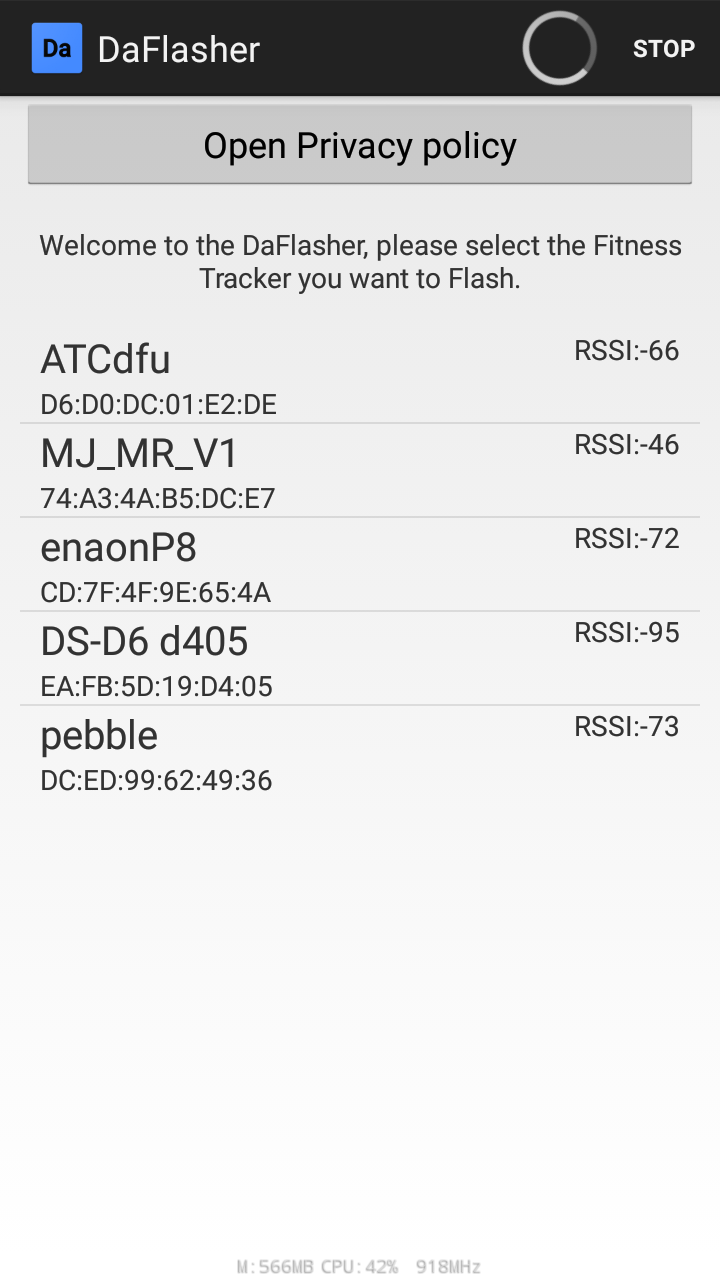 Da DaFlasher STOP
Open Privacy policy
Welcome to the DaFlasher, please select the Fitness
Tracker you want to Flash.
ATCdfu RSSI:-66
D6:D0:DC:01:E2:DE
MJ_MR_V1 RSSI:-46
74:A3:4A:B5:DC:E7
enaonP8 RSSI:-72
CD:7F:4F:9E:65:4A
DS-D6 d405 RSSI:-95
EA:FB:5D:19:D4:05
pebble RSSI:-73
DC:ED:99:62:49:36
M:566MB CPU:42% 918MHz